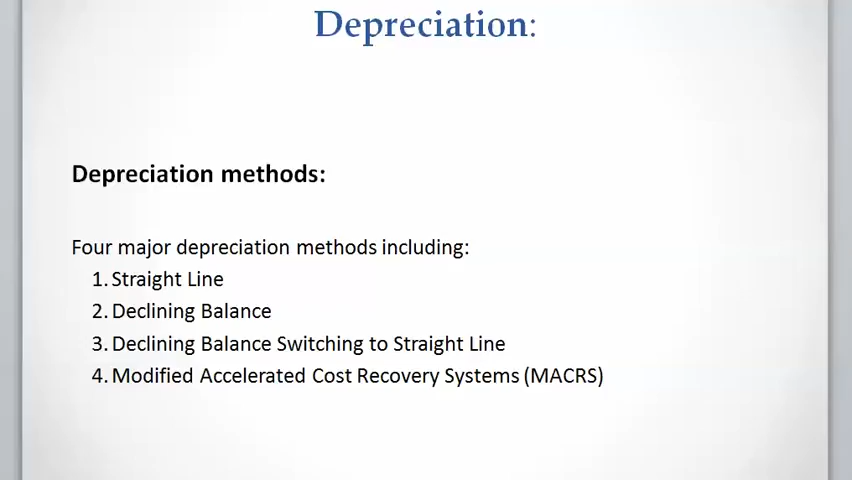 Depreciation:
Depreciation methods:
Four major depreciation methods including:
1. Straight Line
2. Declining Balance
3. Declining Balance Switching to Straight Line
4. Modified Accelerated Cost Recovery Systems (MACRS)